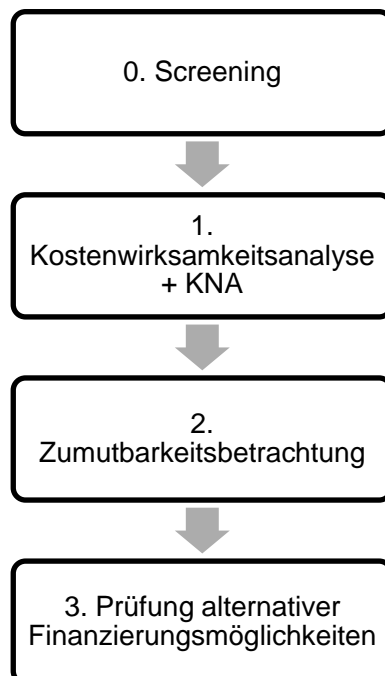 0. Screening
1.
Kostenwirksamkeitsanalyse
+ KNA
2.
Zumutbarkeitsbetrachtung
3. Prüfung alternativer
Finanzierungsmöglichkeiten